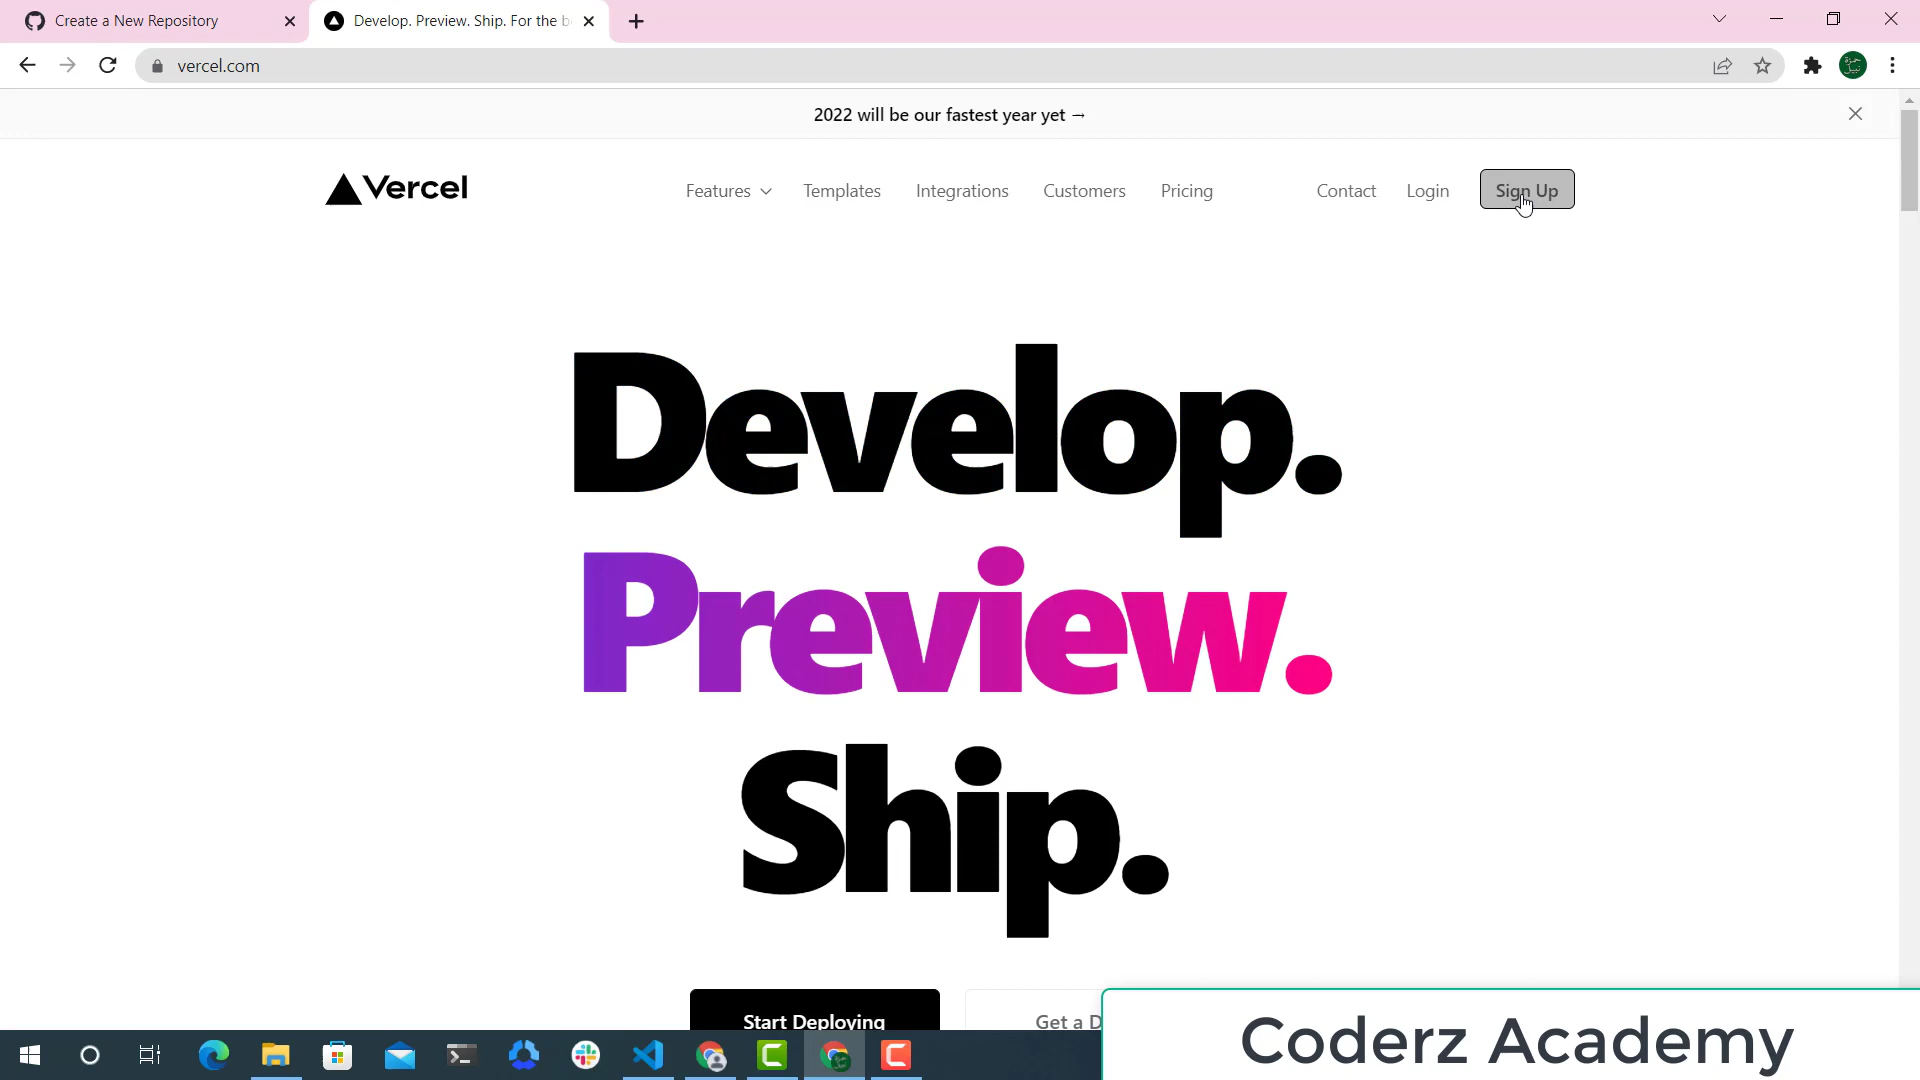 Create a New Repository
Develop. Preview. Ship. For the b
vercel.com
2022 will be our fastest year yet →
Vercel
Features
Templates
Integrations
Customers
Pricing
Contact
Login
Sign Up
Develop.
Preview.
Ship.
Start Deploying
Get a D
Coderz Academy